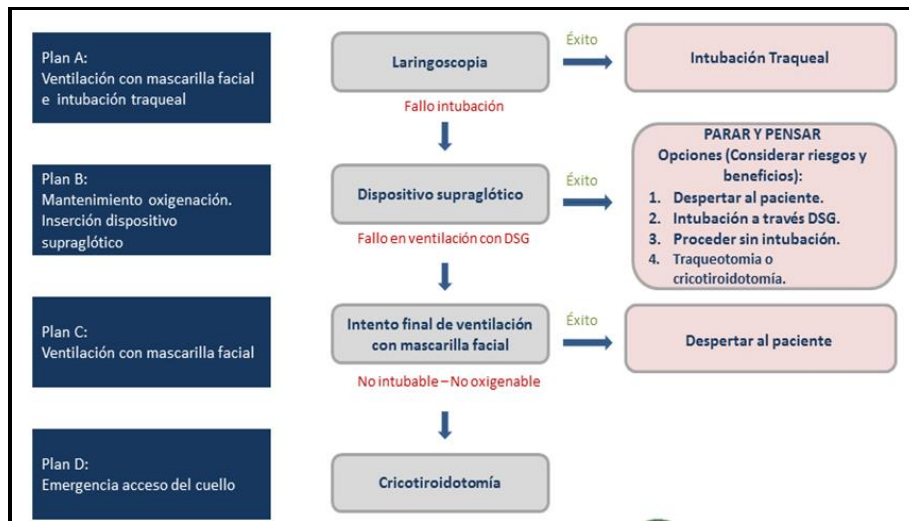 Plan A:
Ventilación con mascarilla facial
e intubación traqueal
Laringoscopia
Éxito
Intubación Traqueal
Fallo intubación
Plan B:
Mantenimiento oxigenación.
Inserción dispositivo
supraglótico
Dispositivo supraglótico
Éxito
PARAR Y PENSAR
Opciones (Considerar riesgos y
beneficios):
1. Despertar al paciente.
2. Intubación a través DSG.
3. Proceder sin intubación.
4. Traqueotomia o
cricotiroidotomía.
Fallo en ventilación con DSG
Plan C:
Ventilación con mascarilla facial
Intento final de ventilación
con mascarilla facial
Éxito
Despertar al paciente
No intubable – No oxigenable
Plan D:
Emergencia acceso del cuello
Cricotiroidotomía